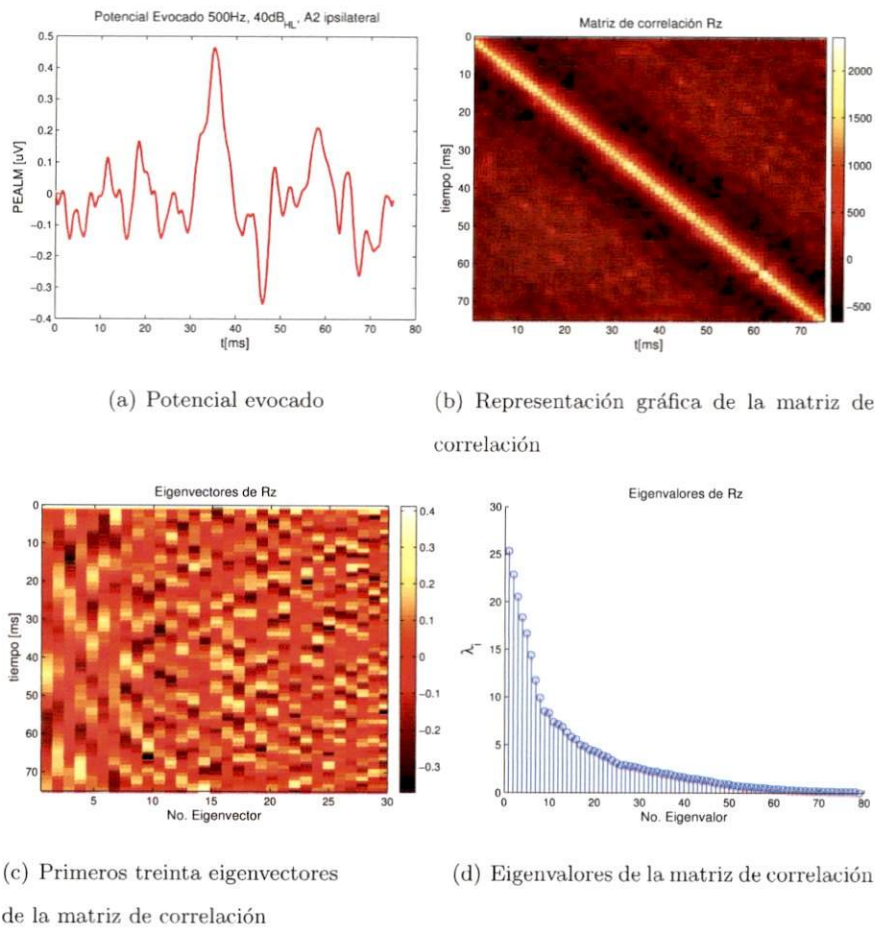 Potencial Evocado 500Hz, 40dB_HL, A2 ipsilateral
PEALM [uV]
0.5
0.4
0.3
0.2
0.1
0
−0.1
−0.2
−0.3
−0.4
0 10 20 30 40 50 60 70 80
t[ms]
(a) Potencial evocado
Matriz de correlación Rz
tiempo [ms]
0
10
20
30
40
50
60
70
10 20 30 40 50 60 70
t[ms]
2000
1500
1000
500
0
−500
(b) Representación gráfica de la matriz de
correlación
Eigenvectores de Rz
tiempo [ms]
0
10
20
30
40
50
60
70
5 10 15 20 25 30
No. Eigenvector
0.4
0.3
0.2
0.1
0
−0.1
−0.2
−0.3
(c) Primeros treinta eigenvectores
de la matriz de correlación
Eigenvalores de Rz
λi
30
25
20
15
10
5
0
0 10 20 30 40 50 60 70 80
No. Eigenvalor
(d) Eigenvalores de la matriz de correlación